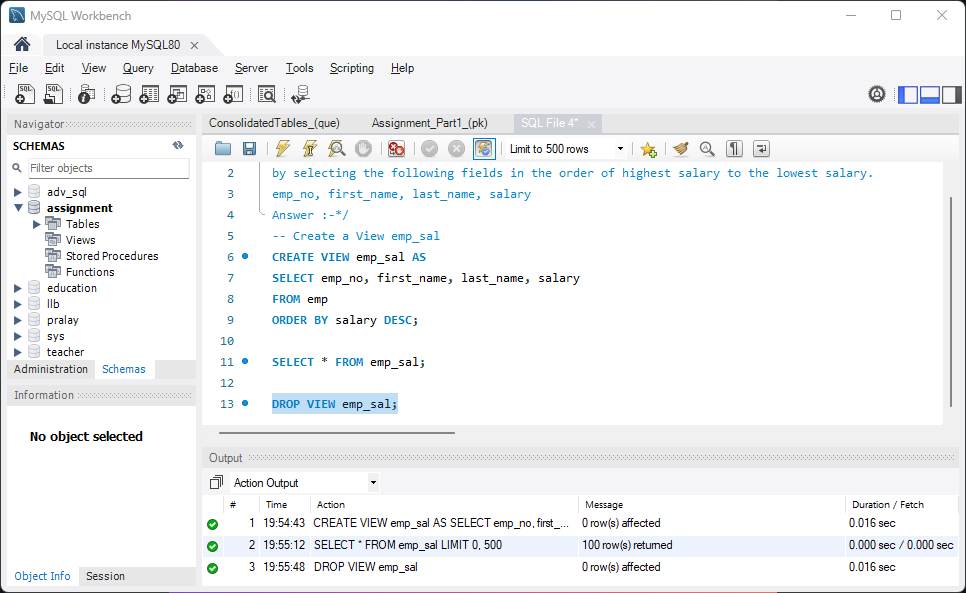 MySQL Workbench
Local instance MySQL80
File Edit View Query Database Server Tools Scripting Help
Navigator
SCHEMAS
Filter objects
adv_sql
assignment
Tables
Views
Stored Procedures
Functions
education
llb
pralay
sys
teacher
Administration Schemas
Information
No object selected
Object Info Session
ConsolidatedTables_(que) Assignment_Part1_(pk) SQL File 4*
Limit to 500 rows
2 by selecting the following fields in the order of highest salary to the lowest salary.
3 emp_no, first_name, last_name, salary
4 Answer :-*/
5 -- Create a View emp_sal
6 CREATE VIEW emp_sal AS
7 SELECT emp_no, first_name, last_name, salary
8 FROM emp
9 ORDER BY salary DESC;
10
11 SELECT * FROM emp_sal;
12
13 DROP VIEW emp_sal;
Output
Action Output
# Time Action Message Duration / Fetch
1 19:54:43 CREATE VIEW emp_sal AS SELECT emp_no, first_... 0 row(s) affected 0.016 sec
2 19:55:12 SELECT * FROM emp_sal LIMIT 0, 500 100 row(s) returned 0.000 sec / 0.000 sec
3 19:55:48 DROP VIEW emp_sal 0 row(s) affected 0.016 sec